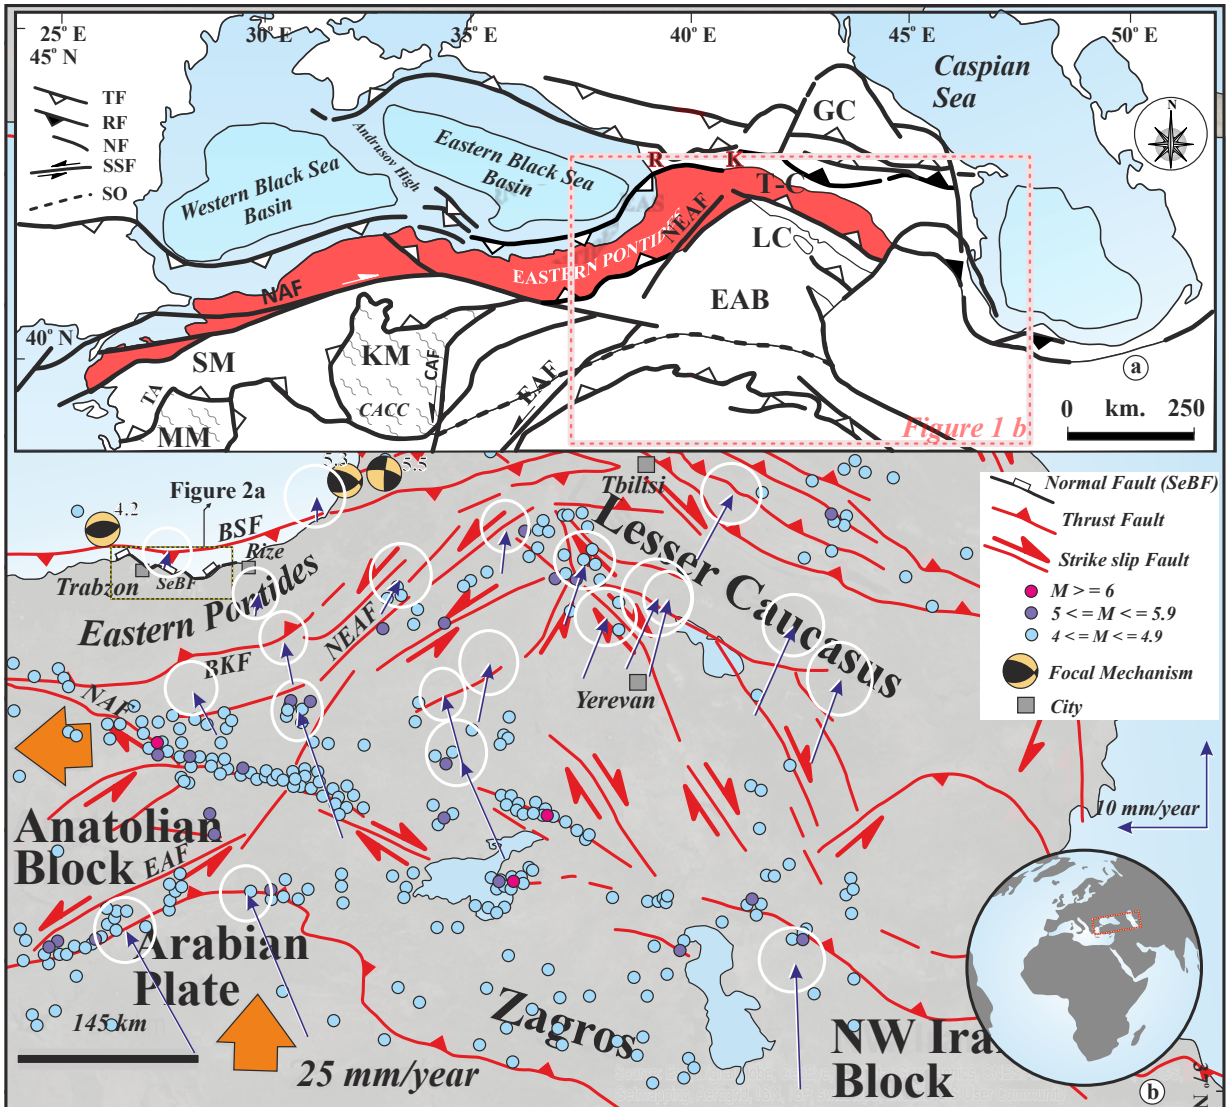 25° E
30° E
35° E
40° E
45° E
50° E
45° N
TF
RF
NF
SSF
SO
Caspian
Sea
N
GC
Andrusov High
Eastern Black Sea
Basin
Western Black Sea
Basin
R
K
T-C
NEAF
LC
EASTERN PONTIDES
NAF
EAB
40° N
SM
KM
CAF
EAF
TA
CACC
MM
a
0 km. 250
Figure 1 b
5.3
5.5
Figure 2a
4.2
BSF
Tbilisi
Normal Fault (SeBF)
Thrust Fault
Strike slip Fault
M > = 6
5 < = M < = 5.9
4 < = M < = 4.9
Focal Mechanism
City
Rize
Trabzon
SeBF
Lesser Caucasus
Eastern Pontides
NEAF
BKF
Yerevan
NAF
10 mm/year
Anatolian
Block
EAF
Arabian
Plate
145 km
Zagros
25 mm/year
NW Ira
Block
37° N
b